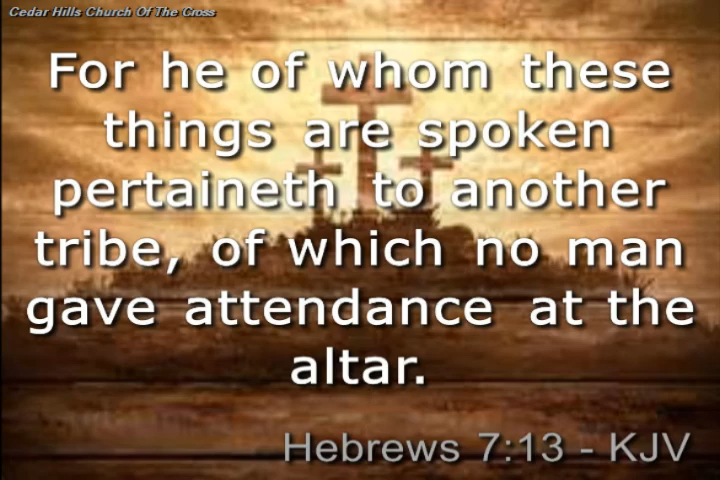 Cedar Hills Church Of The Cross
For he of whom these
things are spoken
pertaineth to another
tribe, of which no man
gave attendance at the
altar.
Hebrews 7:13 - KJV